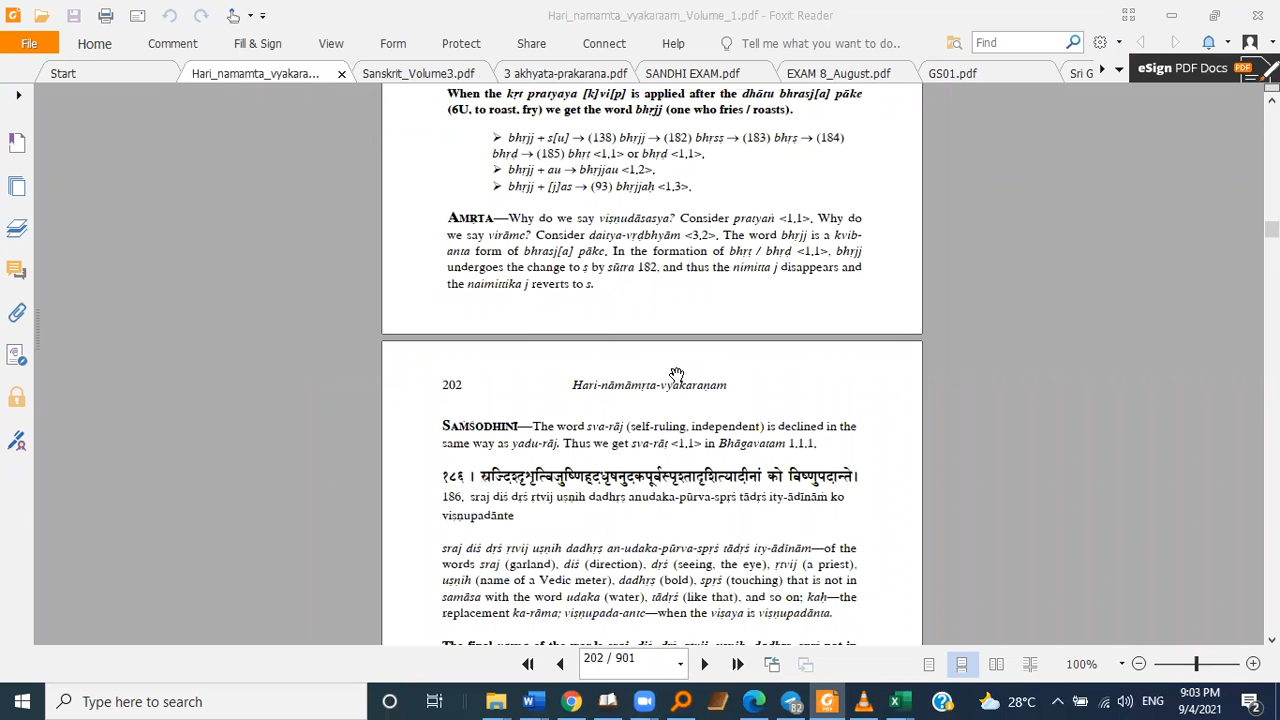 Hari_namamta_vyakaraam_Volume_1.pdf - Foxit Reader
File Home Comment Fill & Sign View Form Protect Share Connect Help Tell me what you want to do.. Find
Start Hari_namamta_vyakara... Sanskrit_Volume3.pdf 3 akhyata-prakarana.pdf SANDHI EXAM.pdf EXAM 8_August.pdf GS01.pdf Sri G eSign PDF Docs
When the kṛt pratyaya [k]vi[p] is applied after the dhātu bhrasj[a] pāke
(6U, to roast, fry) we get the word bhṛjj (one who fries / roasts).
➢ bhṛjj + s[u] → (138) bhṛjj → (182) bhṛsṣ → (183) bhṛṣ → (184)
bhṛḍ → (185) bhṛṭ <1.1> or bhṛḍ <1.1>.
➢ bhṛjj + au → bhṛjjau <1.2>.
➢ bhṛjj + [j]as → (93) bhṛjjaḥ <1.3>.
AMṚTA—Why do we say viṣṇudāsasya? Consider pratyaṅ <1.1>. Why do
we say virāme? Consider daitya-vṛḍbhyām <3.2>. The word bhṛjj is a kvib-
anta form of bhrasj[a] pāke. In the formation of bhṛṭ / bhṛḍ <1.1>, bhṛjj
undergoes the change to ṣ by sūtra 182, and thus the nimitta j disappears and
the naimittika j reverts to s.
202 Hari-nāmāmṛta-vyākaraṇam
SAṀŚODHINĪ—The word sva-rāj (self-ruling, independent) is declined in the
same way as yadu-rāj. Thus we get sva-rāṭ <1.1> in Bhāgavatam 1.1.1.
१८६ । स्रज्दिश्दृशृत्विजुष्णिह्दधृषनुदकपूर्वस्पृश्तादृशित्यादीनां को विष्णुपदान्ते।
186. sraj diś dṛś ṛtvij uṣṇih dadhṛṣ anudaka-pūrva-spṛś tādṛś ity-ādīnāṁ ko
viṣṇupadānte
sraj diś dṛś ṛtvij uṣṇih dadhṛṣ an-udaka-pūrva-spṛś tādṛś ity-ādīnām—of the
words sraj (garland), diś (direction), dṛś (seeing, the eye), ṛtvij (a priest),
uṣṇih (name of a Vedic meter), dadhṛṣ (bold), spṛś (touching) that is not in
samāsa with the word udaka (water), tādṛś (like that), and so on; kaḥ—the
replacement ka-rāma; viṣṇupada-ante—when the viṣaya is viṣṇupadānta.
202 / 901 100%
Type here to search 82 28°C ENG 9:03 PM 9/4/2021 2